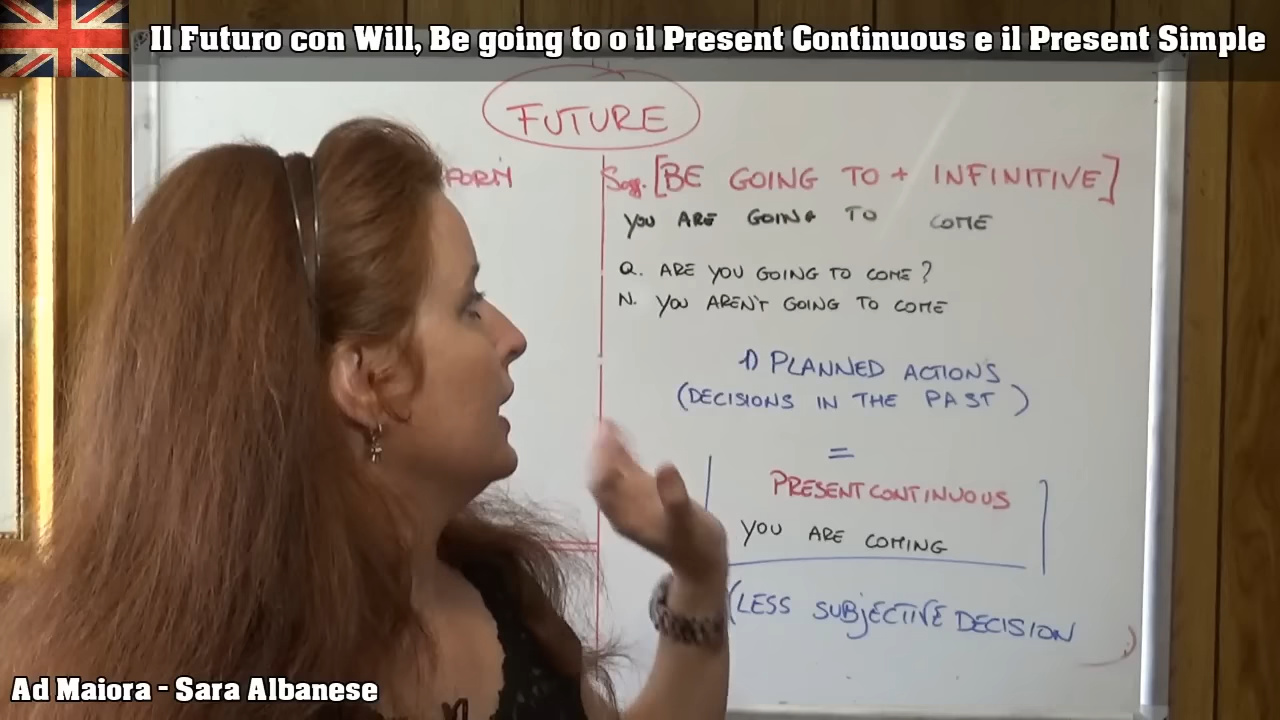 Il Futuro con Will, Be going to o il Present Continuous e il Present Simple
FUTURE
FORM
Sogg. [BE GOING TO + INFINITIVE]
YOU ARE GOING TO COME
Q. ARE YOU GOING TO COME?
N. YOU AREN'T GOING TO COME
1) PLANNED ACTIONS
(DECISIONS IN THE PAST)
=
PRESENT CONTINUOUS
YOU ARE COMING
(LESS SUBJECTIVE DECISION)
Ad Maiora - Sara Albanese